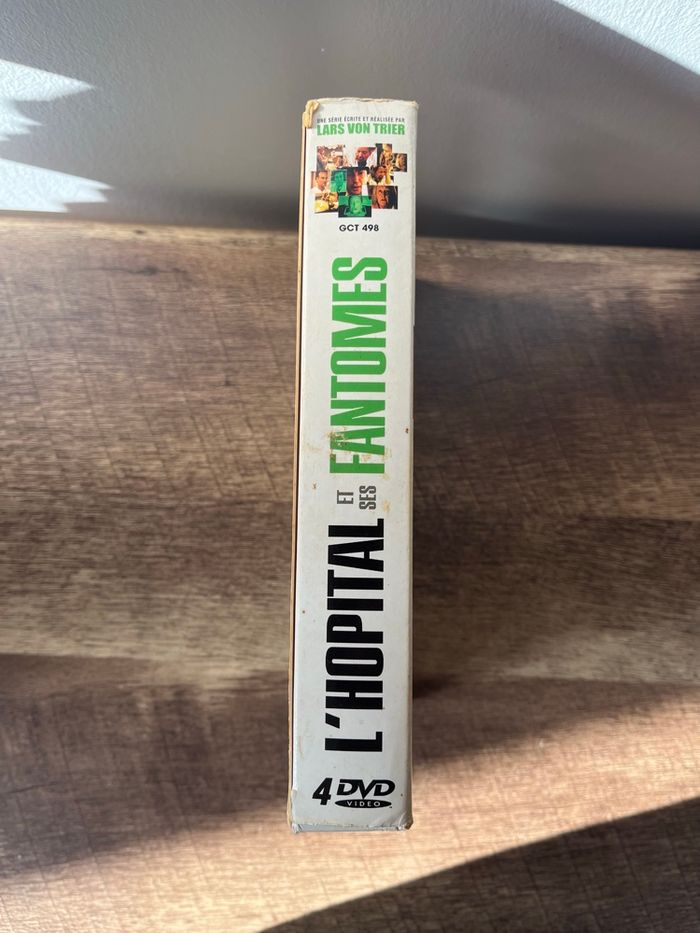 UNE SÉRIE ÉCRITE ET RÉALISÉE PAR
LARS VON TRIER
GCT 498
L'HOPITAL
ET
SES
FANTOMES
4 DVD
VIDEO